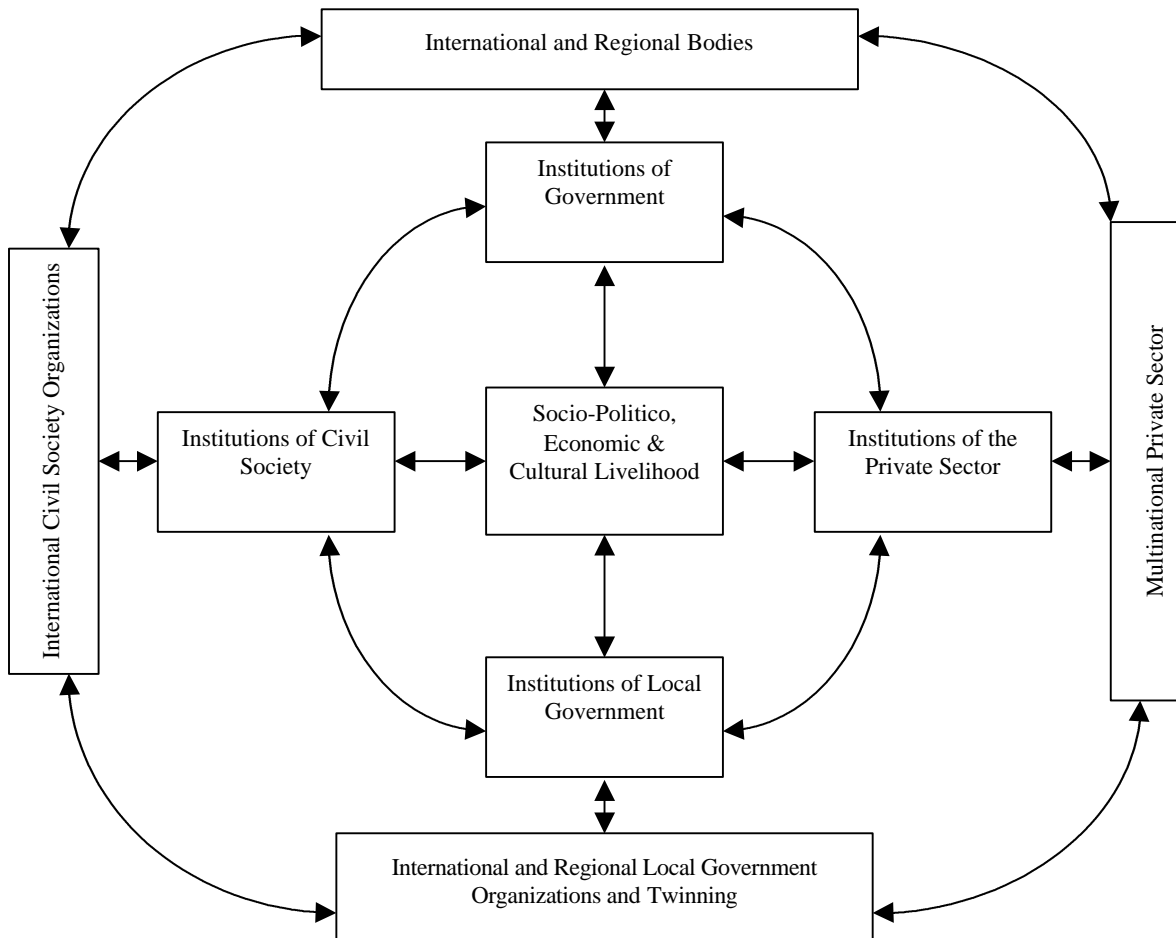 International and Regional Bodies
Institutions of
Government
International Civil Society Organizations
Institutions of Civil
Society
Socio-Politico,
Economic &
Cultural Livelihood
Institutions of the
Private Sector
Multinational Private Sector
Institutions of Local
Government
International and Regional Local Government
Organizations and Twinning